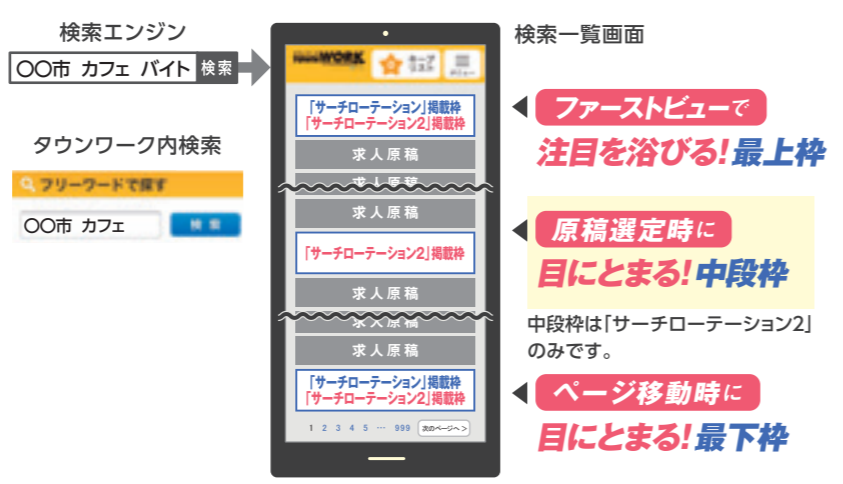 検索エンジン
〇〇市 カフェ バイト 検索
タウンワーク内検索
フリーワードで探す
〇〇市 カフェ 検索
検索一覧画面
WORK キープリスト メニュー
「サーチローテーション」掲載枠
「サーチローテーション2」掲載枠
求人原稿
求人原稿
求人原稿
「サーチローテーション2」掲載枠
求人原稿
求人原稿
求人原稿
「サーチローテーション」掲載枠
「サーチローテーション2」掲載枠
1 2 3 4 5 … 999 次のページへ >
ファーストビューで
注目を浴びる!最上枠
原稿選定時に
目にとまる!中段枠
中段枠は「サーチローテーション2」
のみです。
ページ移動時に
目にとまる!最下枠